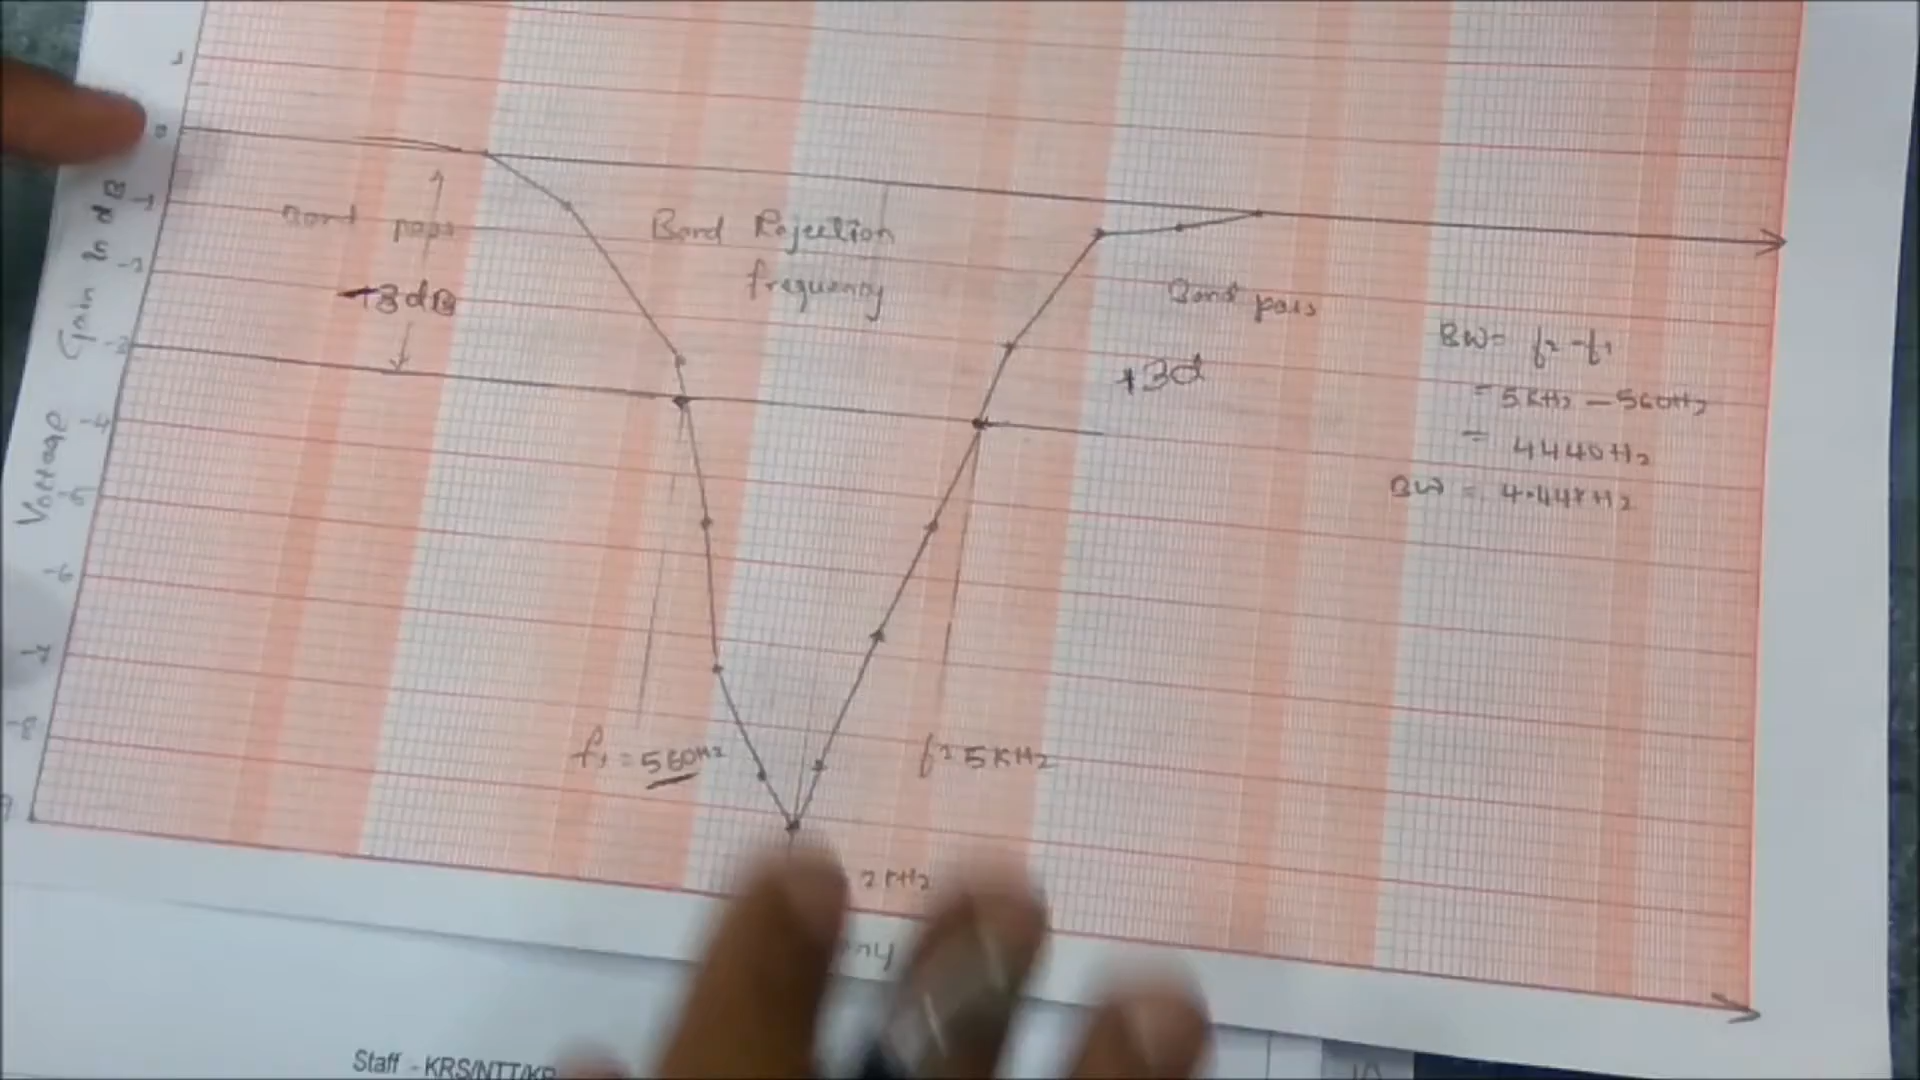 0
-1
-2
-3
-4
-5
-6
Voltage Gain In dB
Band pass
3dB
Band Rejection
frequency
Band pass
+3d
BW = f2 - f1
= 5KHz - 560Hz
= 4440Hz
BW = 4.44KHz
f1 = 560Hz
f2 5KHz
2KHz
Staff - KRS/NTT/KP